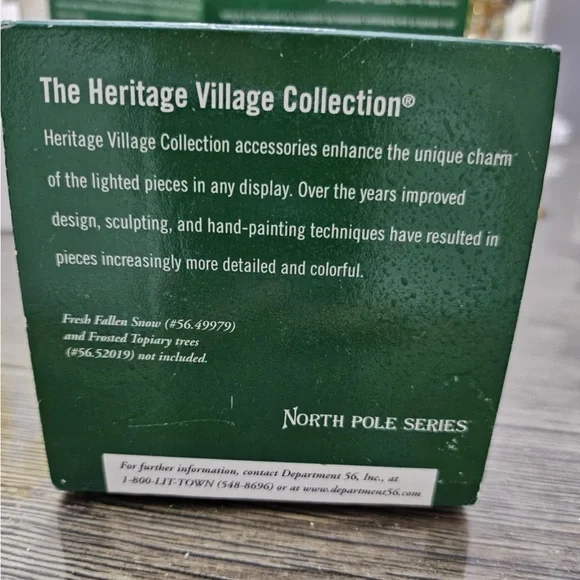 The Heritage Village Collection®
Heritage Village Collection accessories enhance the unique charm
of the lighted pieces in any display. Over the years improved
design, sculpting, and hand-painting techniques have resulted in
pieces increasingly more detailed and colorful.
Fresh Fallen Snow (#56.49979)
and Frosted Topiary trees
(#56.52019) not included.
NORTH POLE SERIES
For further information, contact Department 56, Inc., at
1-800-LIT-TOWN (548-8696) or at www.department56.com